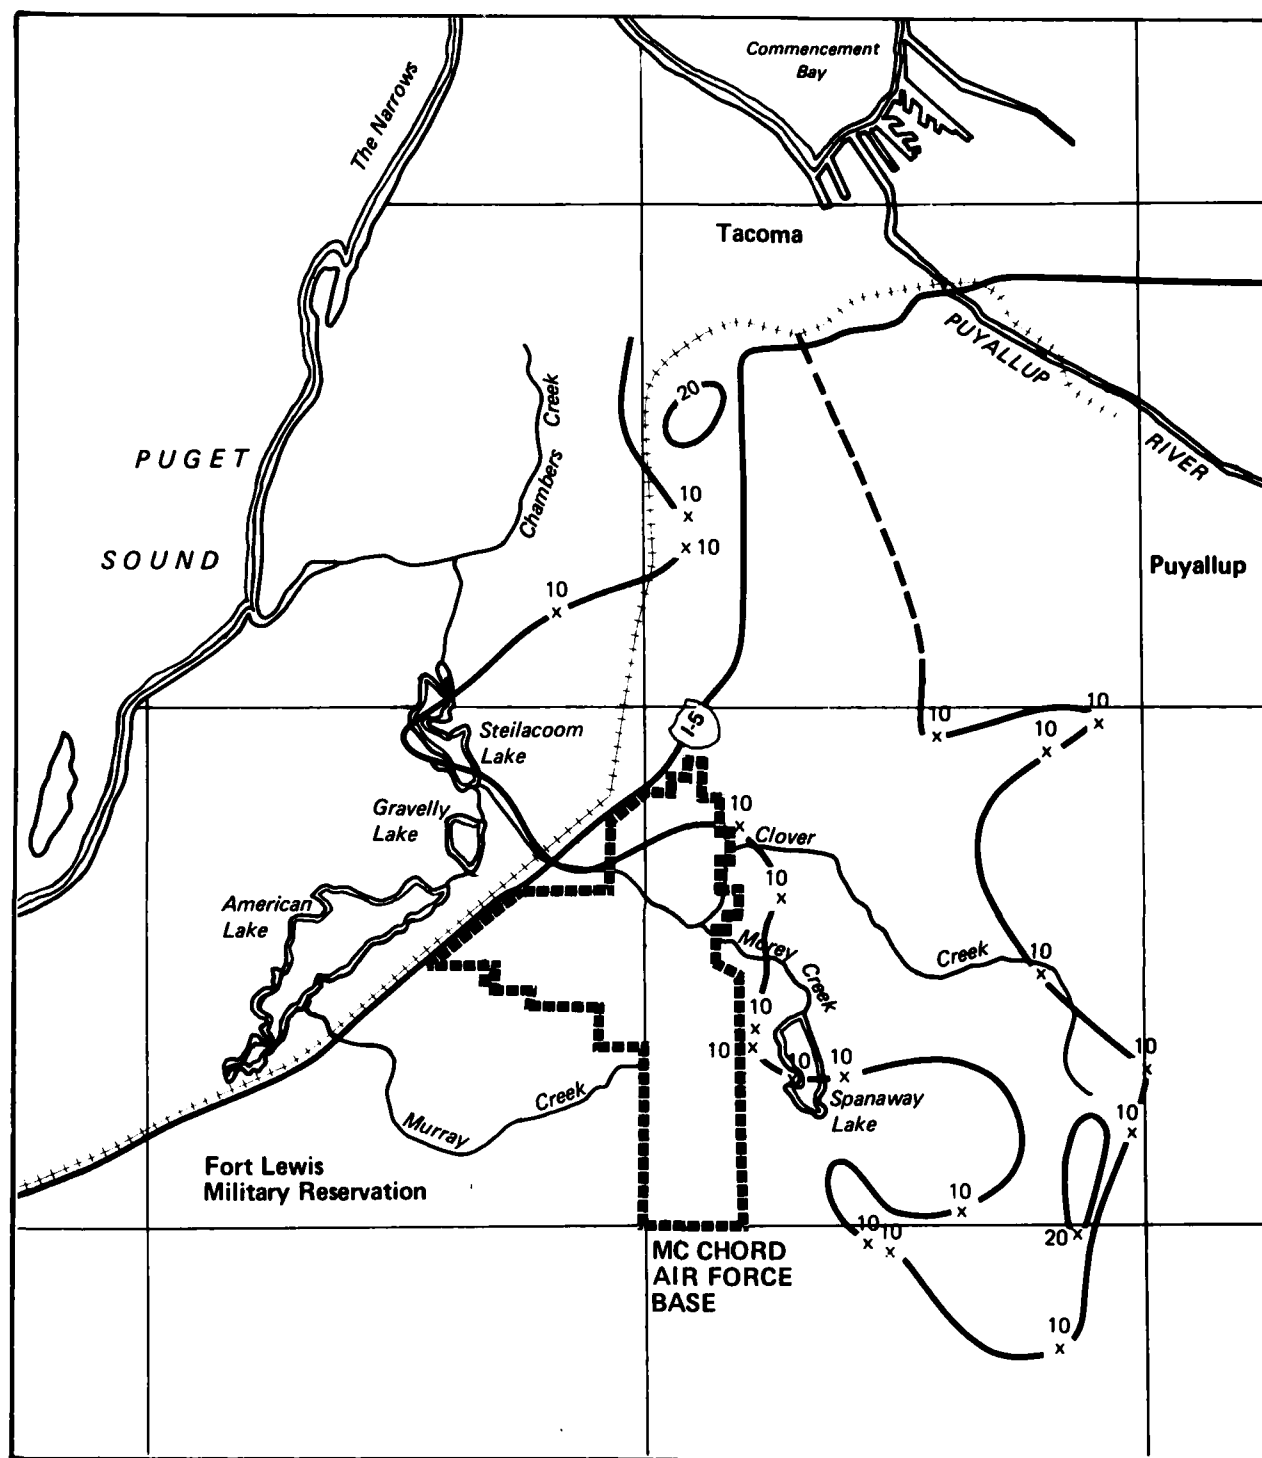 Commencement
Bay
The Narrows
Tacoma
PUYALLUP
RIVER
20
Creek
Chambers
PUGET
SOUND
10
10
10
Puyallup
I-5
10
10
10
Steilacoom
Lake
Gravelly
Lake
10
Clover
10
American
Lake
Morey
Creek
Creek
10
10
10
10
10
10
Creek
Murray
Spanaway
Lake
10
Fort Lewis
Military Reservation
10
10
10
20
MC CHORD
AIR FORCE
BASE
10